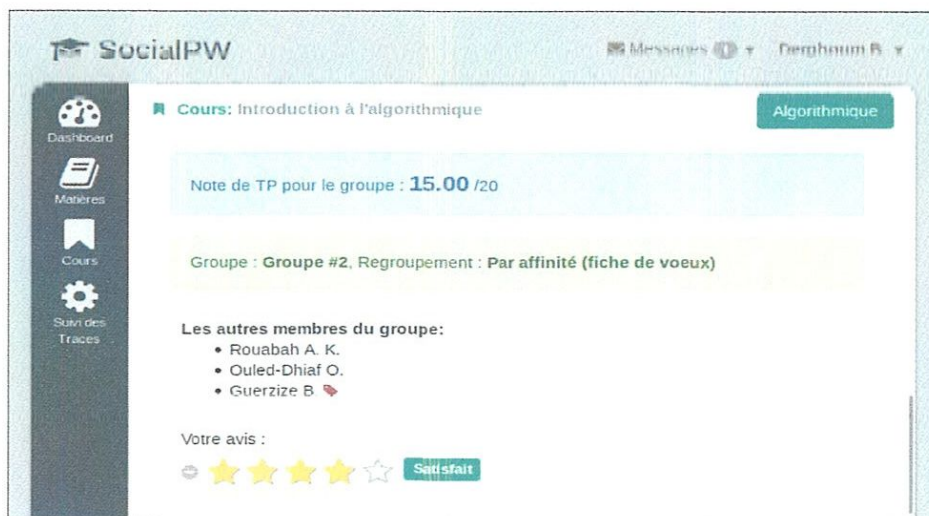 SocialPW
Messages
Derghoum B.
Dashboard
Matières
Cours
Suivi des
Traces
Cours: Introduction à l'algorithmique
Algorithmique
Note de TP pour le groupe : 15.00 /20
Groupe : Groupe #2, Regroupement : Par affinité (fiche de voeux)
Les autres membres du groupe:
• Rouabah A. K.
• Ouled-Dhiaf O.
• Guerzize B
Votre avis :
Satisfait